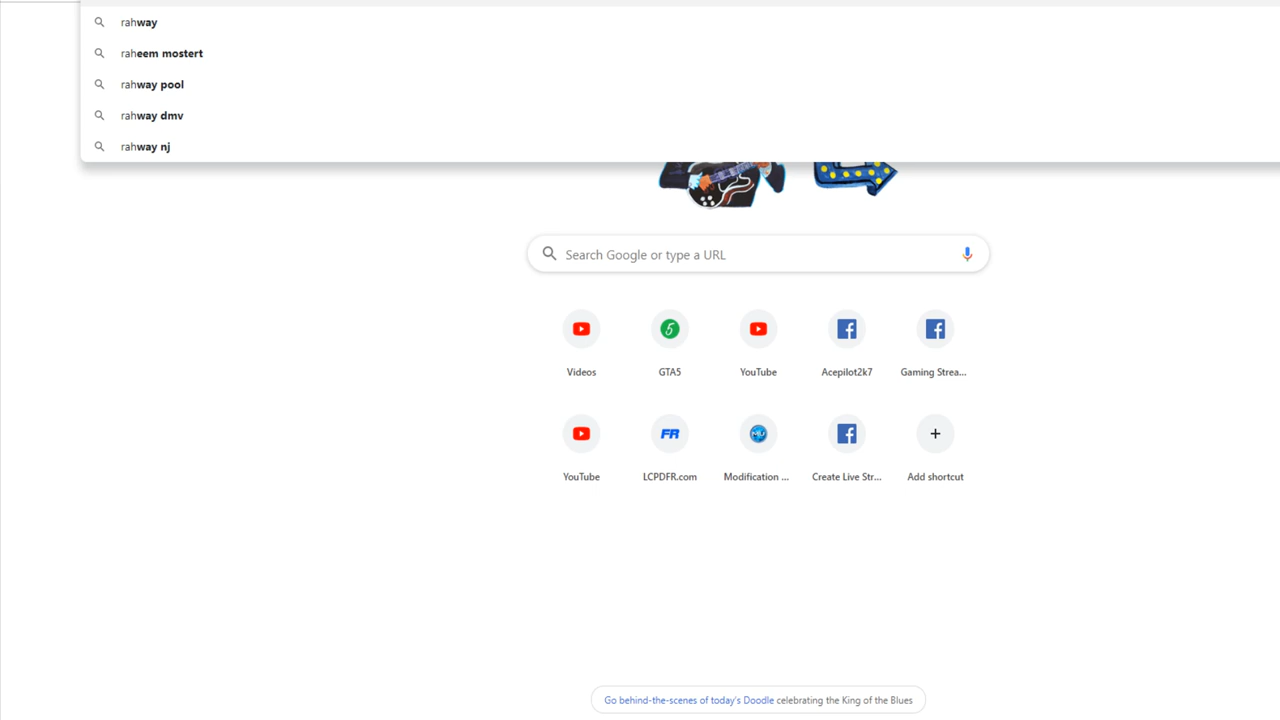 rahway
raheem mostert
rahway pool
rahway dmv
rahway nj
Search Google or type a URL
Videos
GTA5
YouTube
Acepilot2k7
Gaming Strea...
YouTube
LCPDFR.com
Modification ...
Create Live Str...
Add shortcut
Go behind-the-scenes of today's Doodle celebrating the King of the Blues